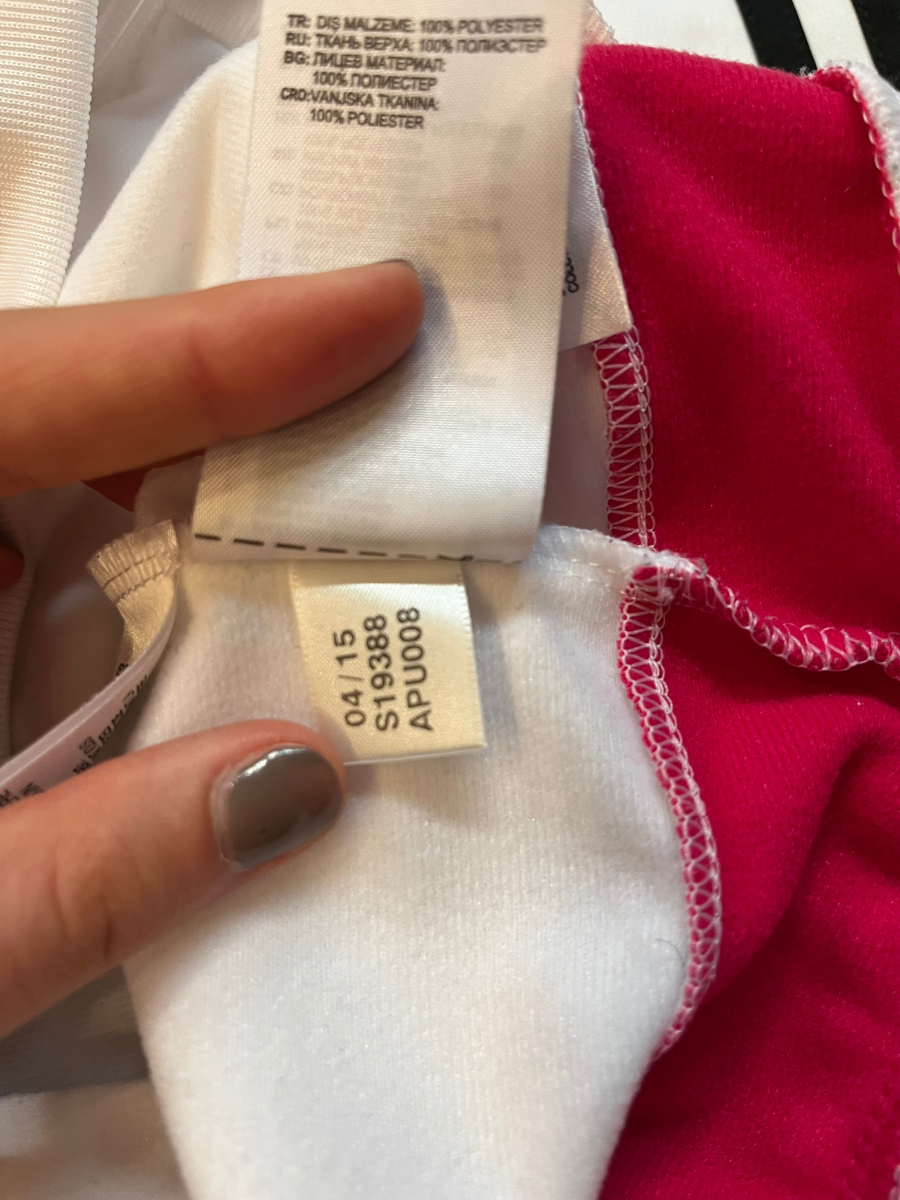 TR: DIŞ MALZEME: 100% POLYESTER
RU: ТКАНЬ ВЕРХА: 100% ПОЛИЭСТЕР
BG: ЛИЦЕВ МАТЕРИАЛ:
100% ПОЛИЕСТЕР
CRO: VANJSKA TKANINA:
100% POLIESTER
04/15
S19388
APU008